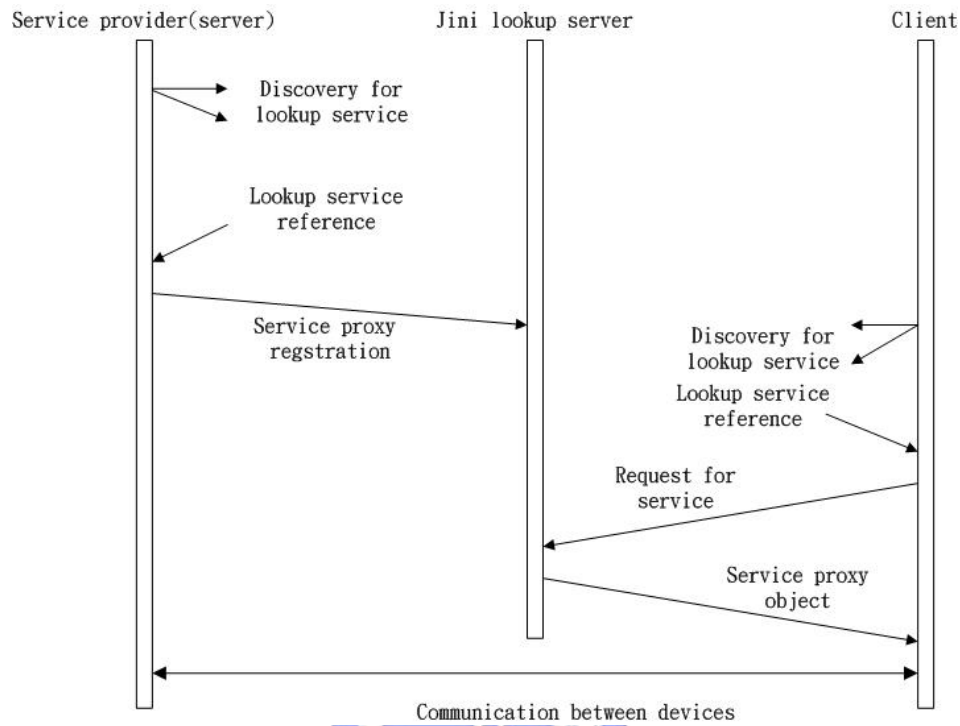 Service provider(server)
Jini lookup server
Client
Discovery for
lookup service
Lookup service
reference
Service proxy
regstration
Discovery for
lookup service
Lookup service
reference
Request for
service
Service proxy
object
Communication between devices